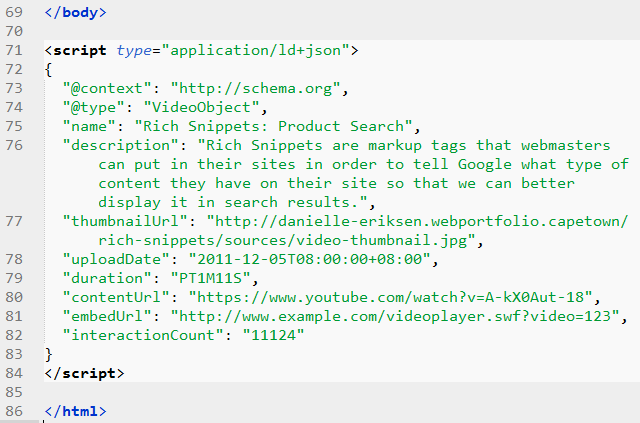 69 </body>
70
71 <script type="application/ld+json">
72 {
73 "@context": "http://schema.org",
74 "@type": "VideoObject",
75 "name": "Rich Snippets: Product Search",
76 "description": "Rich Snippets are markup tags that webmasters
can put in their sites in order to tell Google what type of
content they have on their site so that we can better
display it in search results.",
77 "thumbnailUrl": "http://danielle-eriksen.webportfolio.capetown/
rich-snippets/sources/video-thumbnail.jpg",
78 "uploadDate": "2011-12-05T08:00:00+08:00",
79 "duration": "PT1M11S",
80 "contentUrl": "https://www.youtube.com/watch?v=A-kX0Aut-18",
81 "embedUrl": "http://www.example.com/videoplayer.swf?video=123",
82 "interactionCount": "11124"
83 }
84 </script>
85
86 </html>